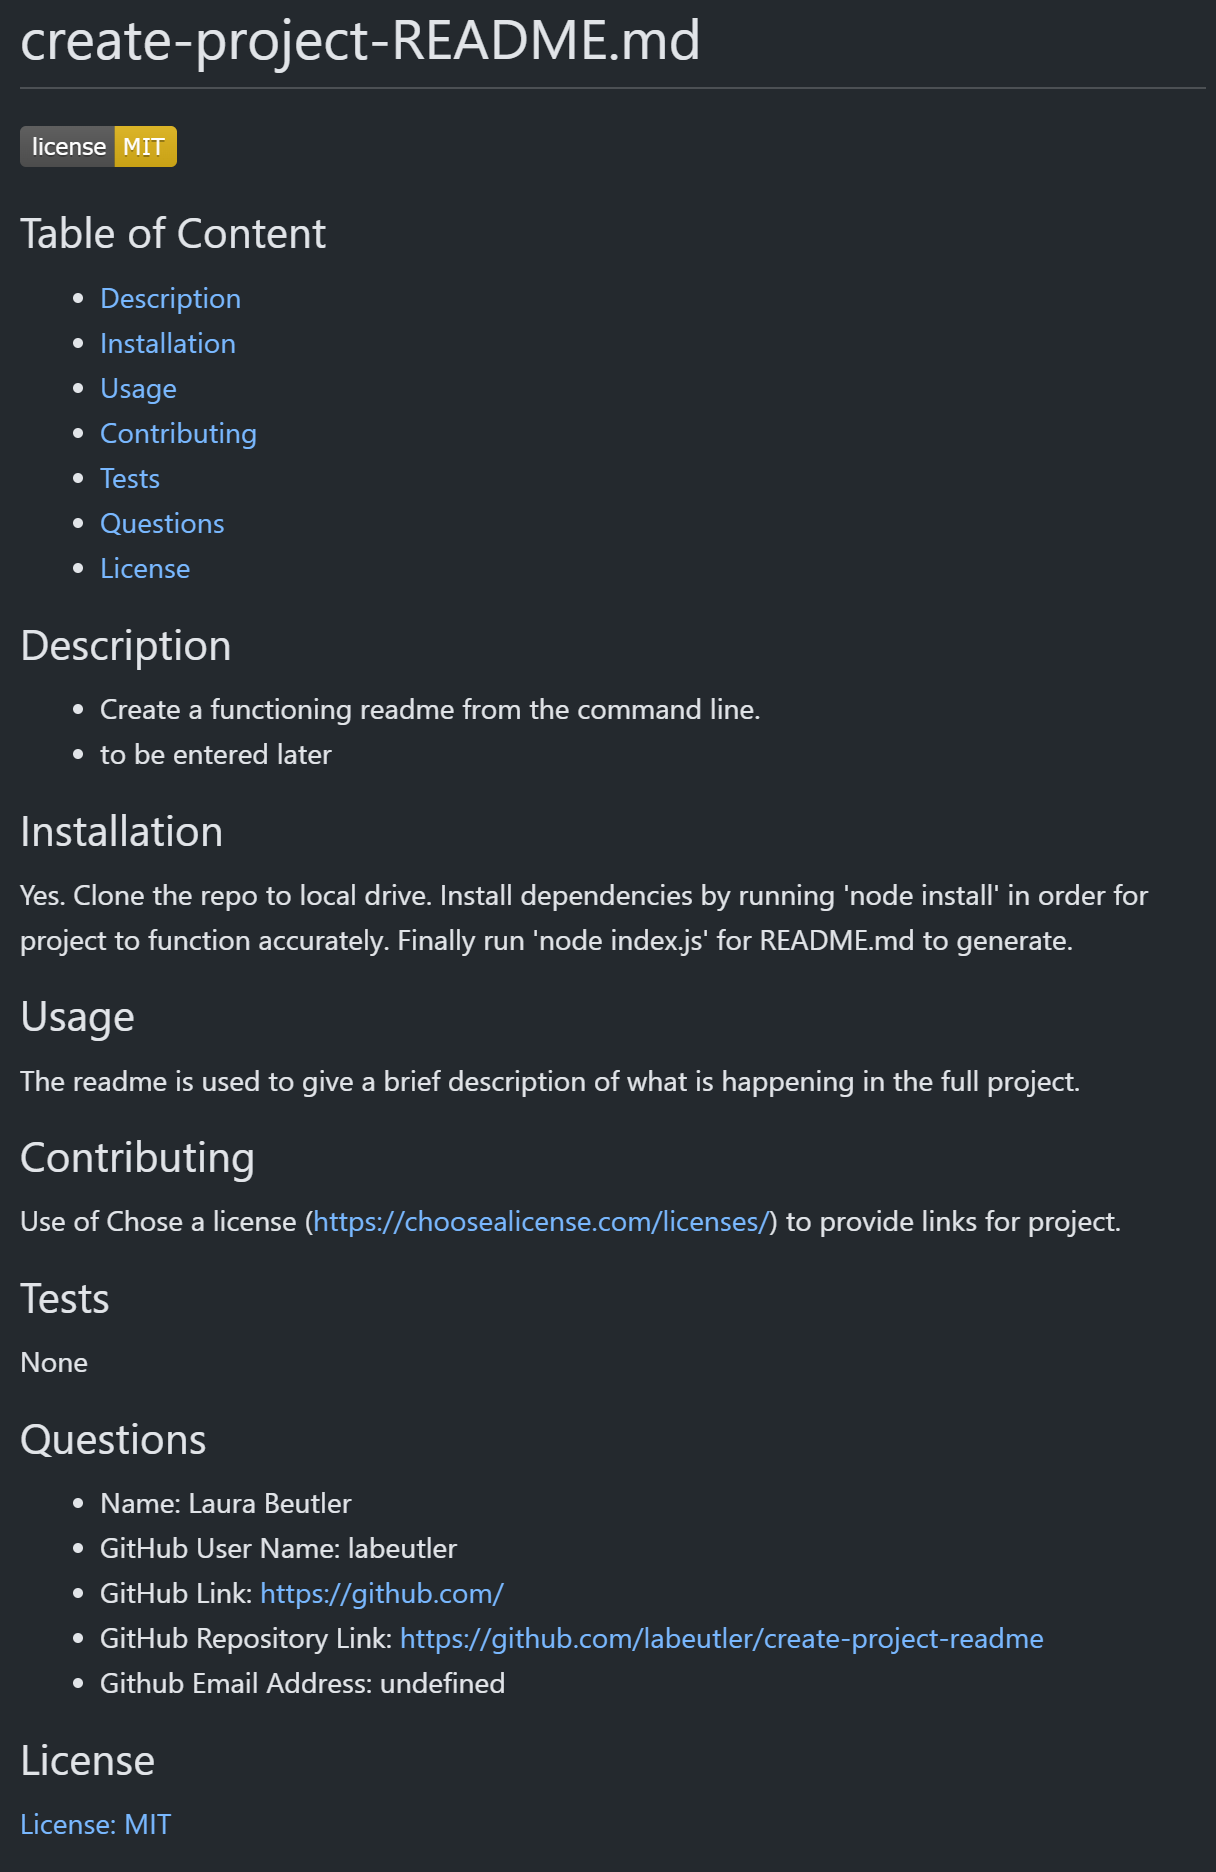 create-project-README.md
license MIT
Table of Content
Description
Installation
Usage
Contributing
Tests
Questions
License
Description
Create a functioning readme from the command line.
to be entered later
Installation
Yes. Clone the repo to local drive. Install dependencies by running 'node install' in order for
project to function accurately. Finally run 'node index.js' for README.md to generate.
Usage
The readme is used to give a brief description of what is happening in the full project.
Contributing
Use of Chose a license (https://choosealicense.com/licenses/) to provide links for project.
Tests
None
Questions
Name: Laura Beutler
GitHub User Name: labeutler
GitHub Link: https://github.com/
GitHub Repository Link: https://github.com/labeutler/create-project-readme
Github Email Address: undefined
License
License: MIT